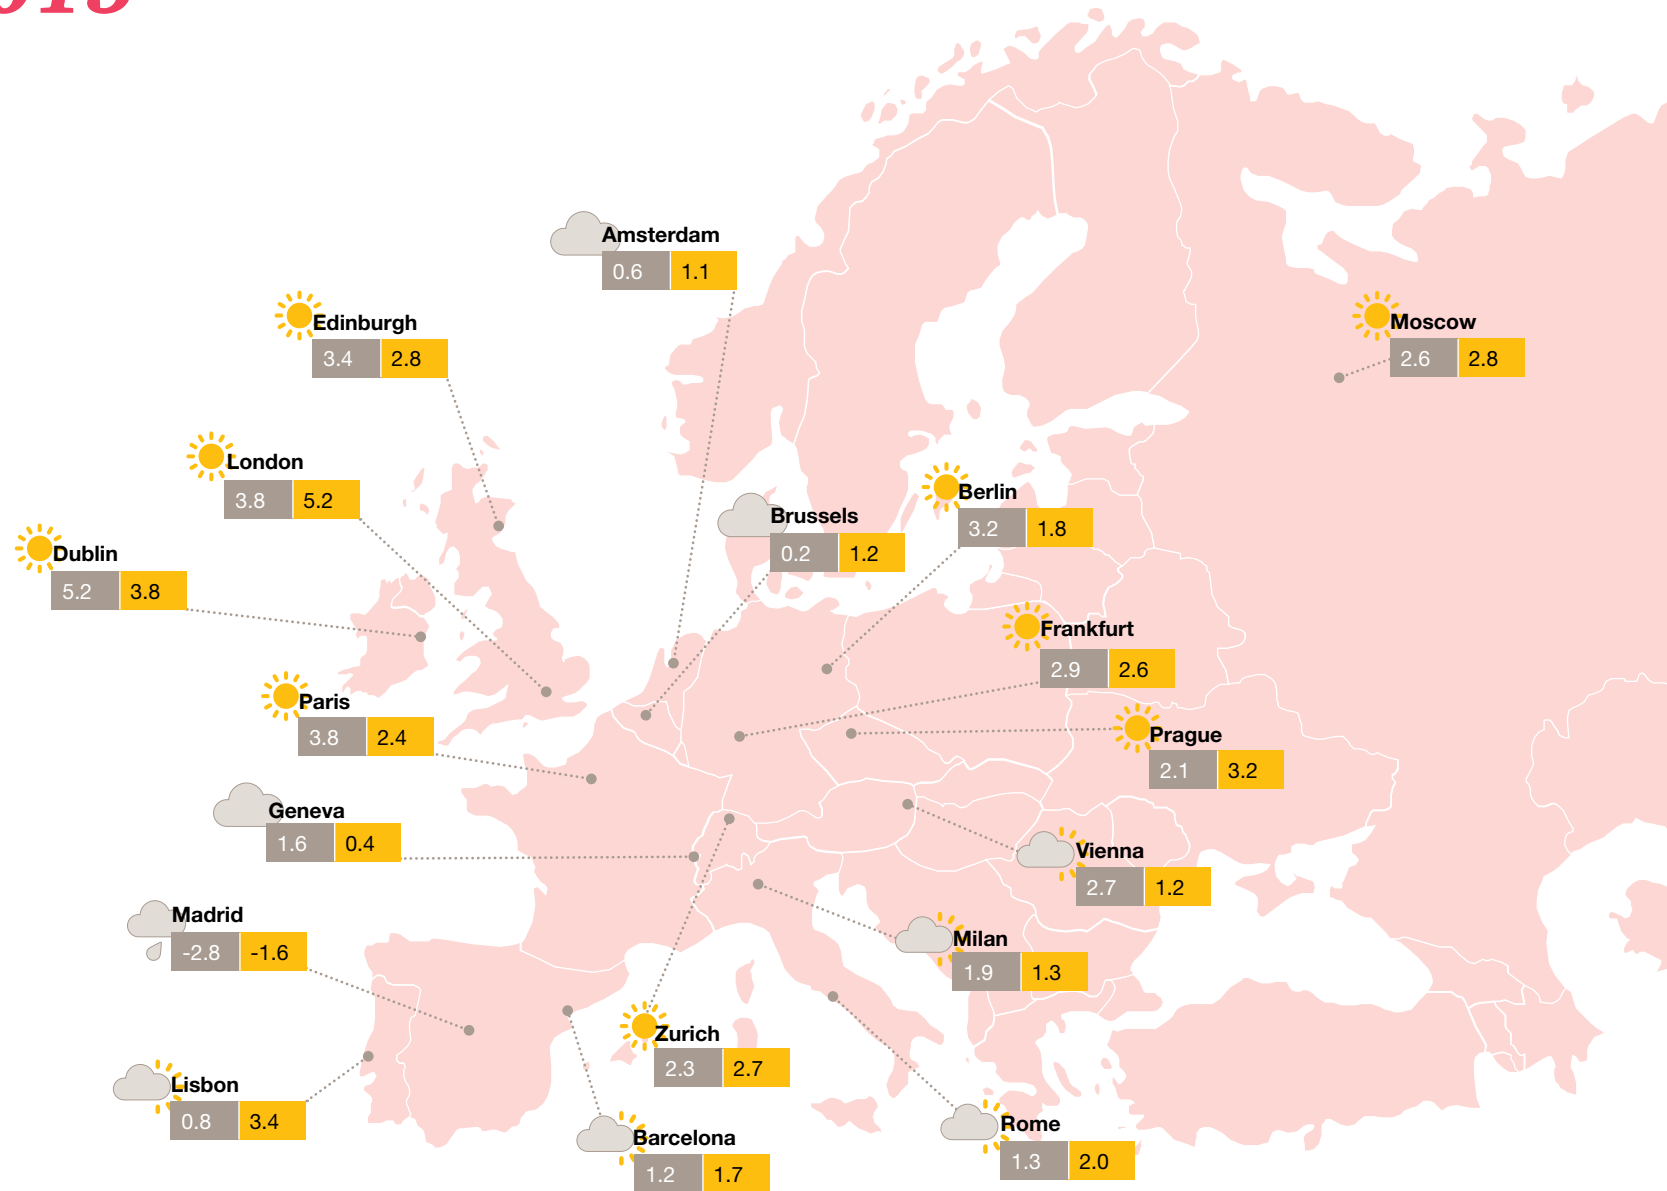 Amsterdam
0.6 1.1
Edinburgh
3.4 2.8
Moscow
2.6 2.8
London
3.8 5.2
Berlin
3.2 1.8
Brussels
0.2 1.2
Dublin
5.2 3.8
Frankfurt
2.9 2.6
Paris
3.8 2.4
Prague
2.1 3.2
Geneva
1.6 0.4
Vienna
2.7 1.2
Madrid
-2.8 -1.6
Milan
1.9 1.3
Zurich
2.3 2.7
Lisbon
0.8 3.4
Rome
1.3 2.0
Barcelona
1.2 1.7